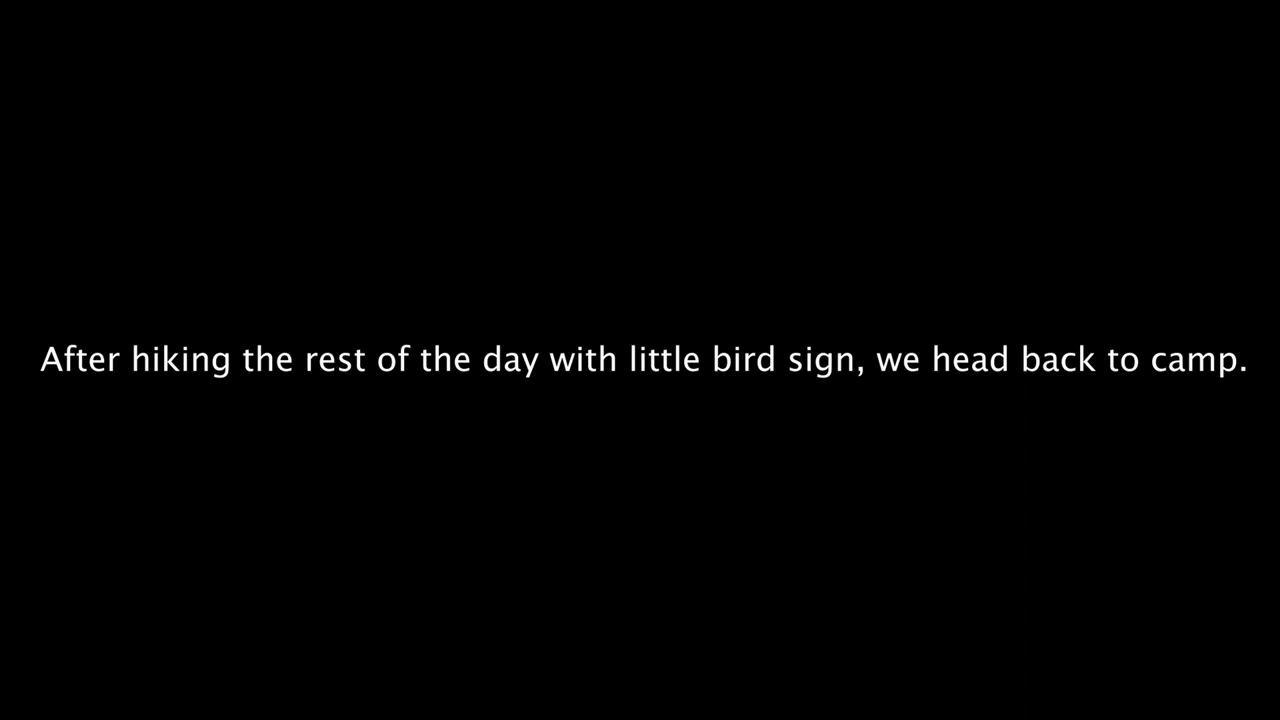 After hiking the rest of the day with little bird sign, we head back to camp.